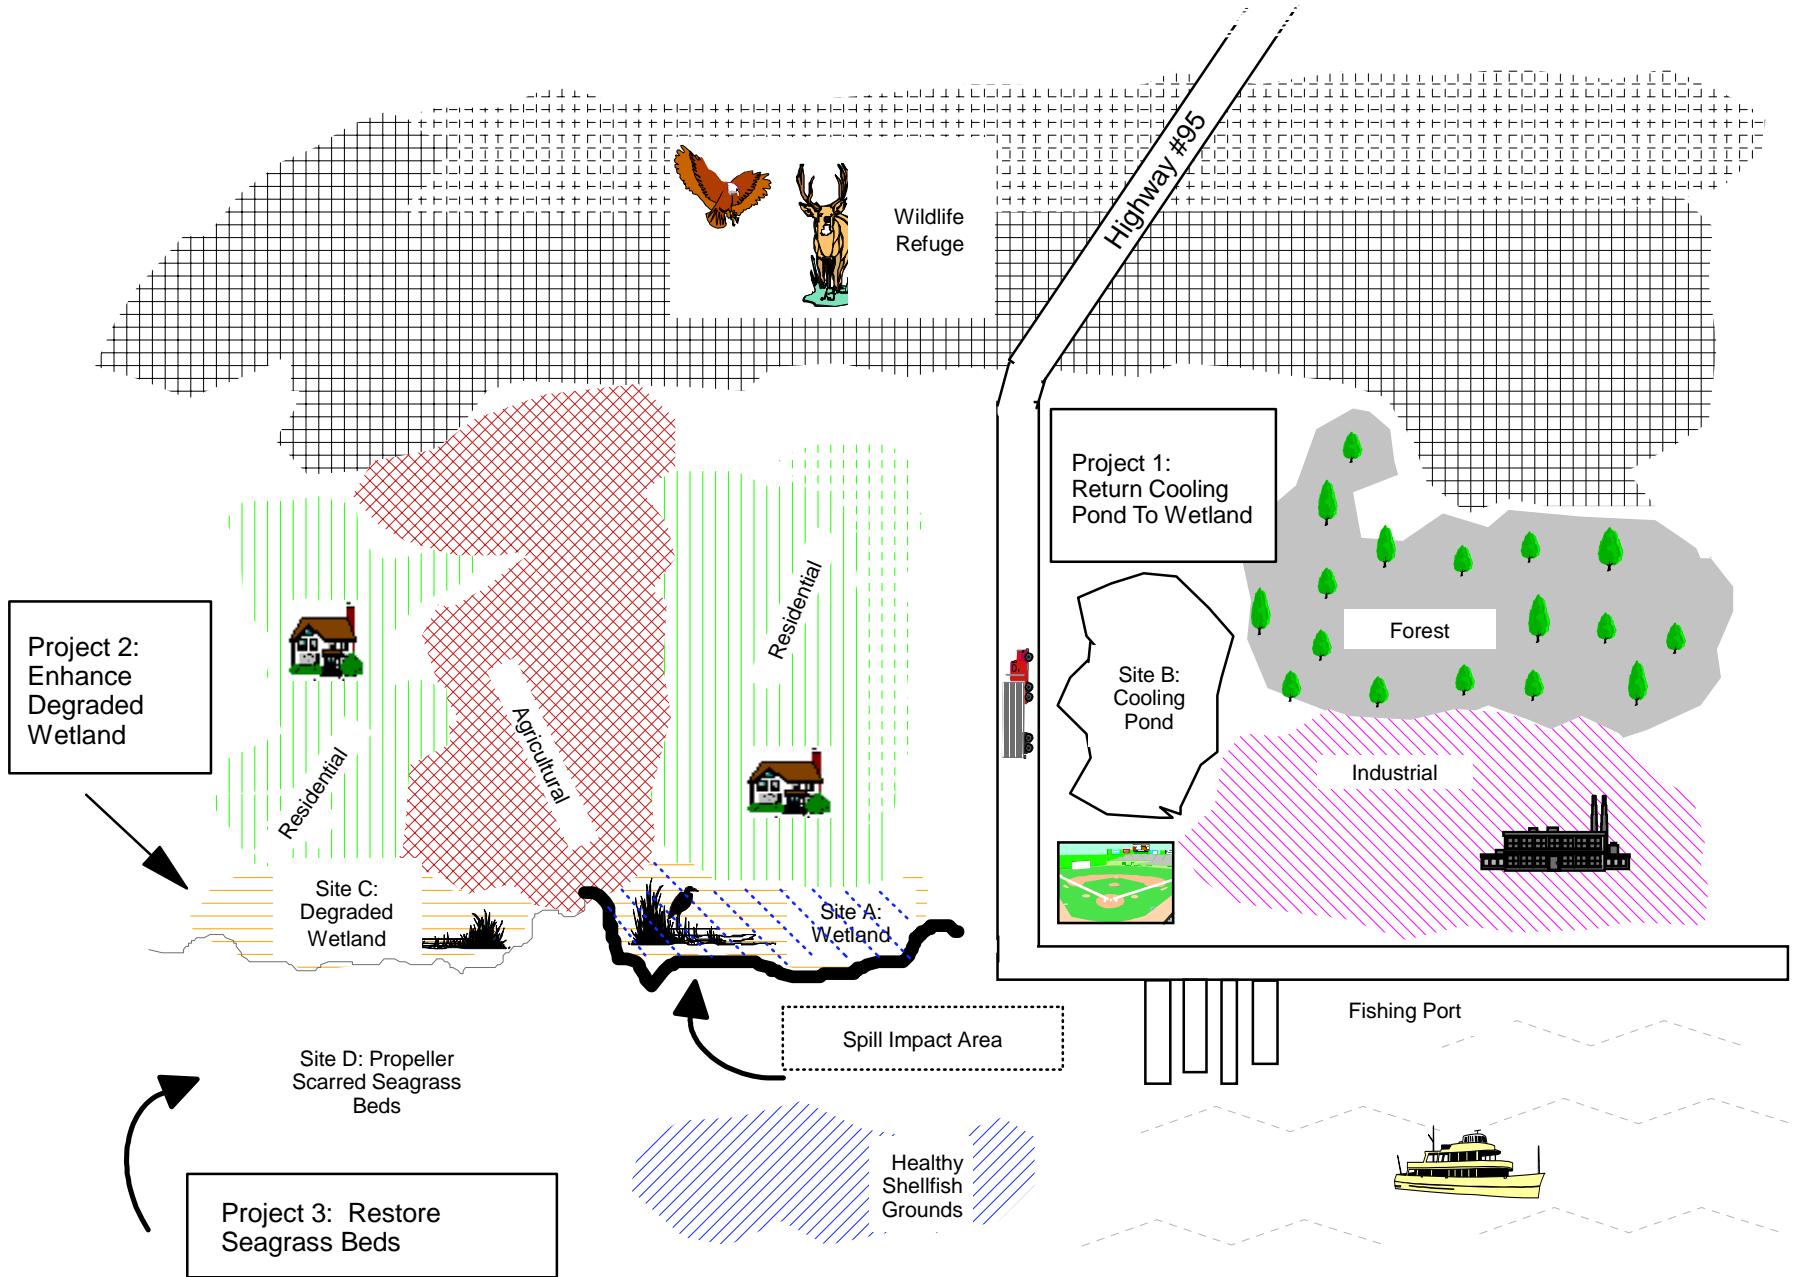 Highway #95
Wildlife
Refuge
Project 1:
Return Cooling
Pond To Wetland
Residential
Forest
Project 2:
Enhance
Degraded
Wetland
Site B:
Cooling
Pond
Agricultural
Residential
Industrial
Site C:
Degraded
Wetland
Site A:
Wetland
Fishing Port
Spill Impact Area
Site D: Propeller
Scarred Seagrass
Beds
Healthy
Shellfish
Grounds
Project 3: Restore
Seagrass Beds